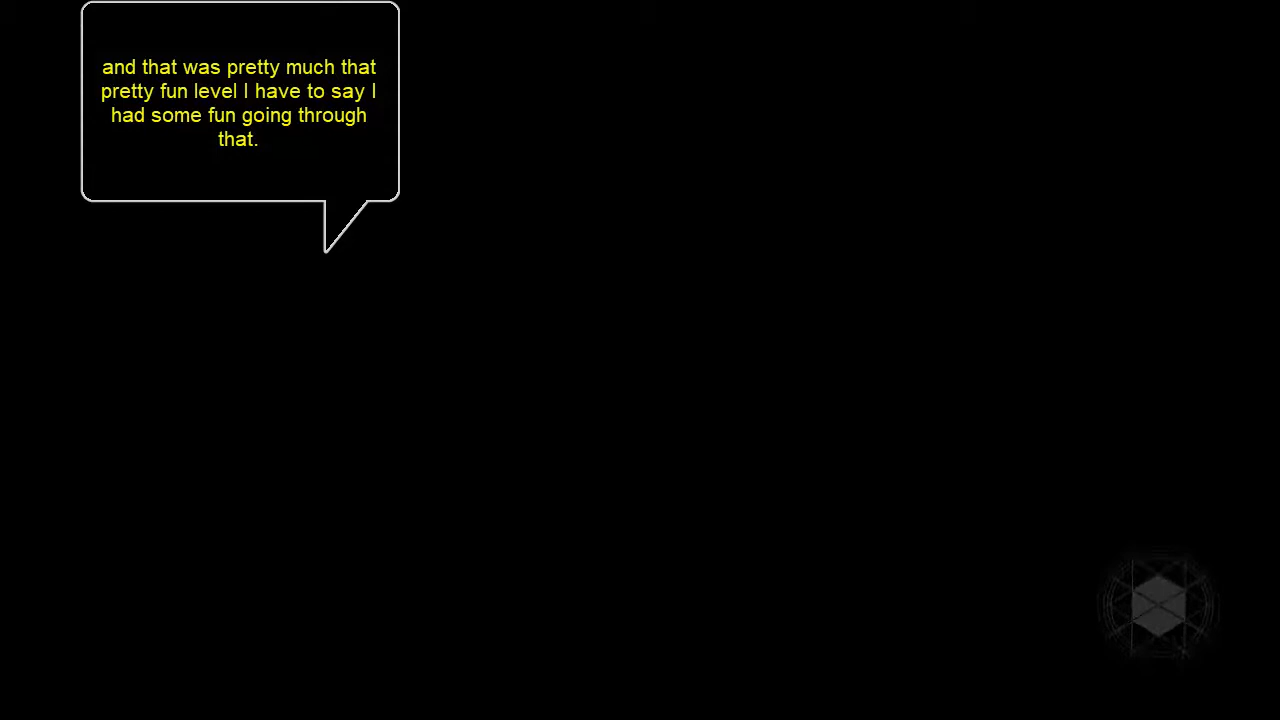 and that was pretty much that
pretty fun level I have to say I
had some fun going through
that.